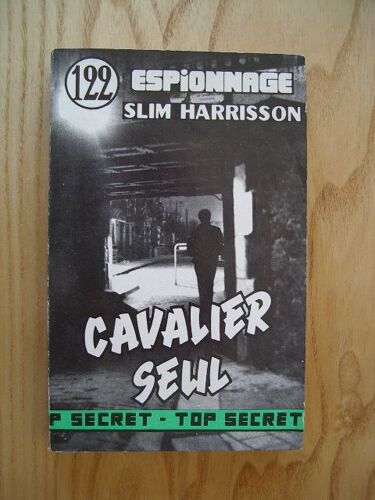 122 ESPIONNAGE
SLIM HARRISSON
CAVALIER
SEUL
P SECRET - TOP SECRET